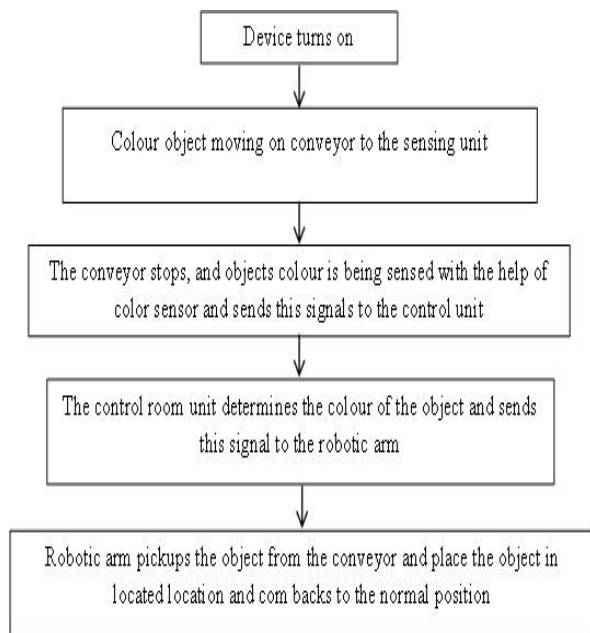 Device turns on
Colour object moving on conveyor to the sensing unit
The conveyor stops, and objects colour is being sensed with the help of
color sensor and sends this signals to the control unit
The control room unit determines the colour of the object and sends
this signal to the robotic arm
Robotic arm pickups the object from the conveyor and place the object in
located location and com backs to the normal position